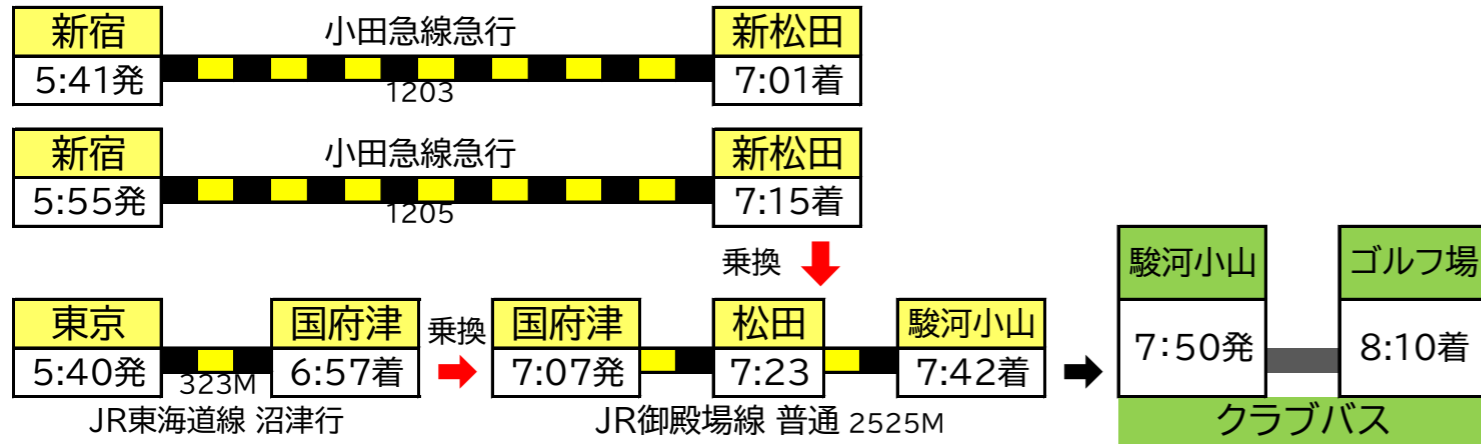 新宿 小田急線急行 新松田
5:41発 1203 7:01着
新宿 小田急線急行 新松田
5:55発 1205 7:15着
乗換
駿河小山 ゴルフ場
7:50発 8:10着
クラブバス
東京 国府津 乗換 国府津 松田 駿河小山
5:40発 323M 6:57着 7:07発 7:23 7:42着
JR東海道線 沼津行 JR御殿場線 普通 2525M